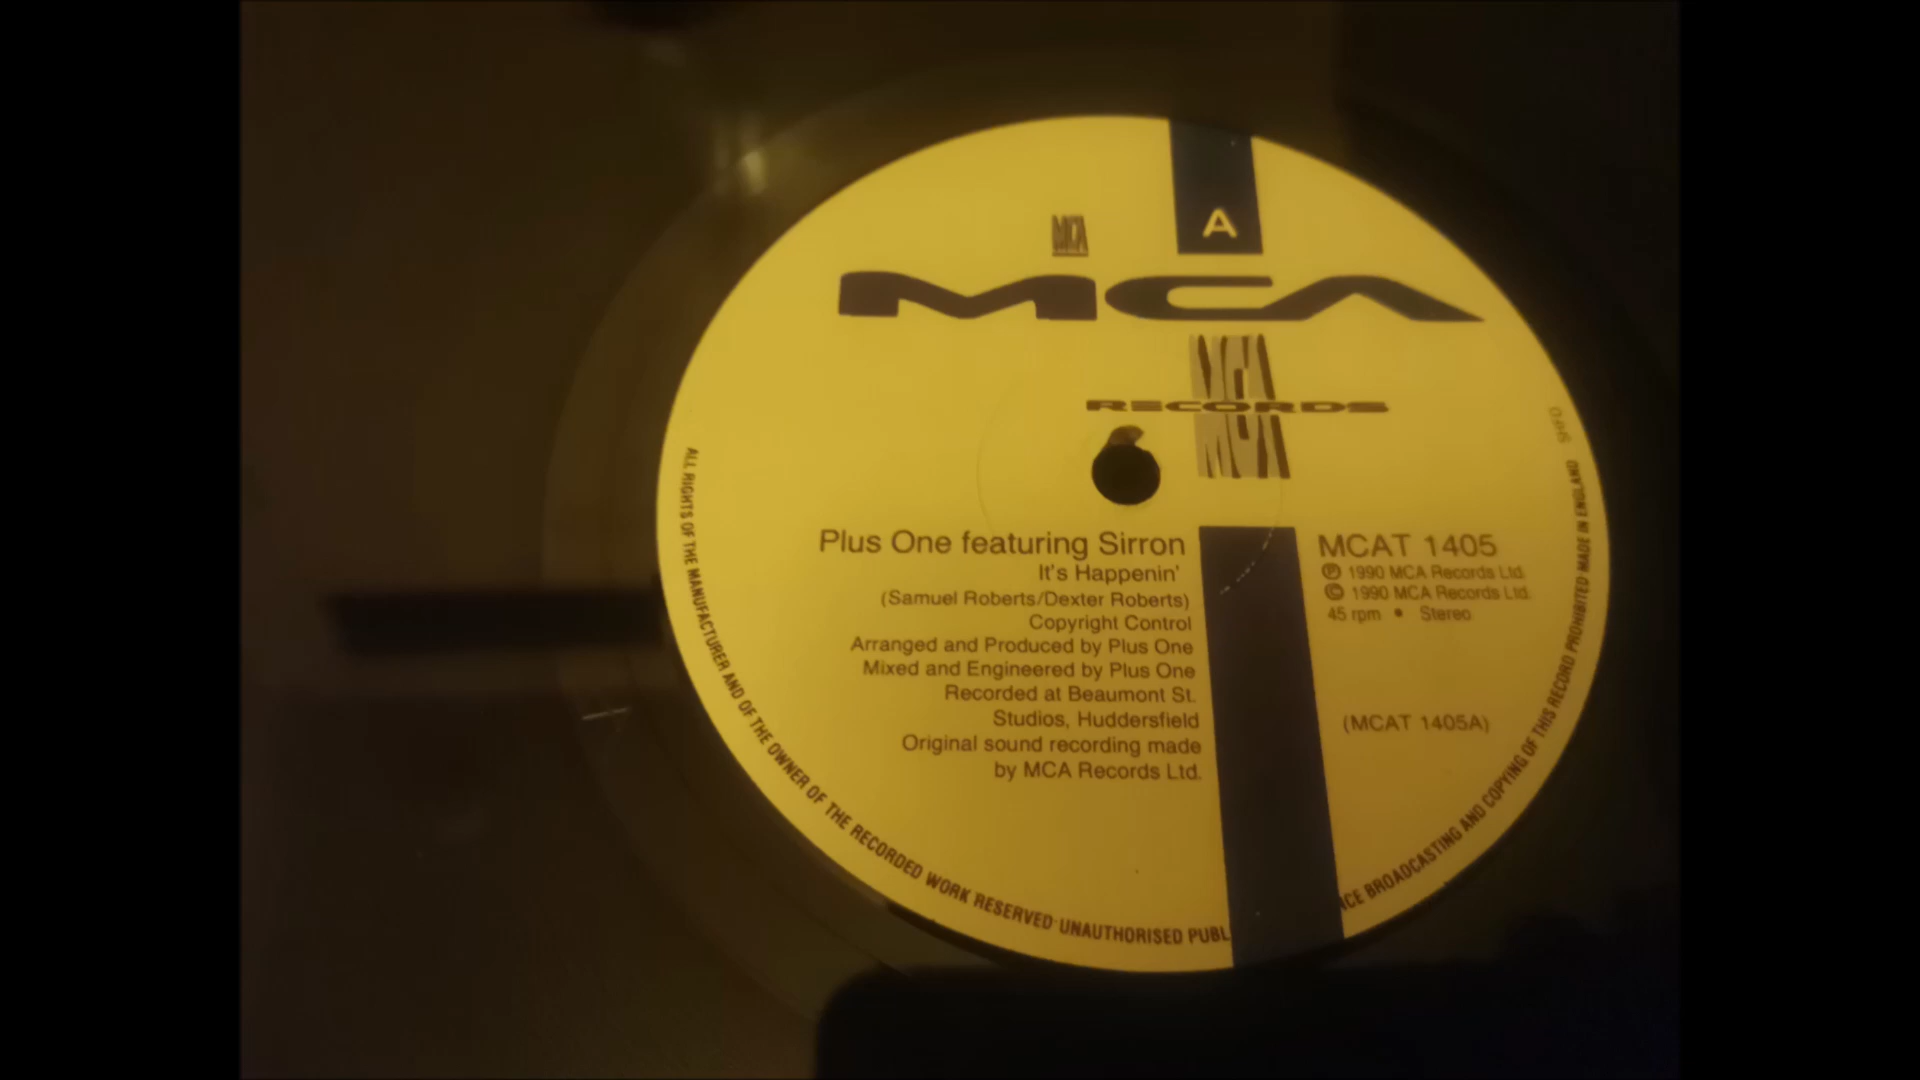 A
MCA
MCA
MCA
RECORDS
MCA
Plus One featuring Sirron
It's Happenin'
(Samuel Roberts/Dexter Roberts)
Copyright Control
Arranged and Produced by Plus One
Mixed and Engineered by Plus One
Recorded at Beaumont St.
Studios, Huddersfield
Original sound recording made
by MCA Records Ltd.
MCAT 1405
Ⓟ 1990 MCA Records Ltd.
© 1990 MCA Records Ltd.
45 rpm • Stereo
(MCAT 1405A)
ALL RIGHTS OF THE MANUFACTURER AND OF THE OWNER OF THE RECORDED WORK RESERVED UNAUTHORISED PUBL
ICE BROADCASTING AND COPYING OF THIS RECORD PROHIBITED MADE IN ENGLAND